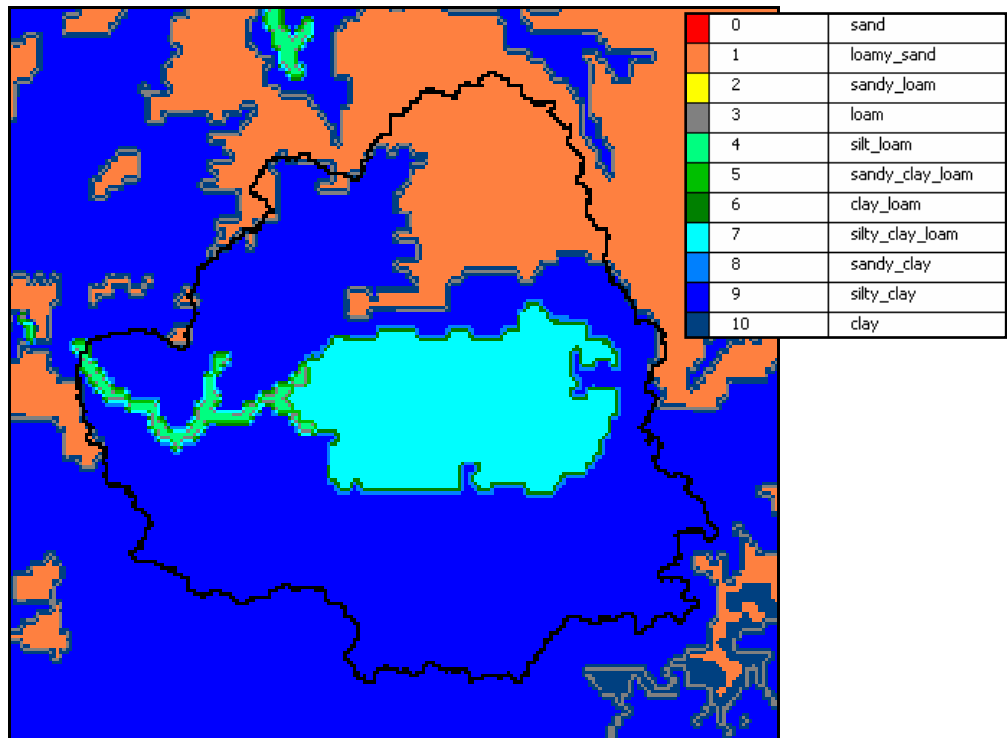 0 sand
1 loamy_sand
2 sandy_loam
3 loam
4 silt_loam
5 sandy_clay_loam
6 clay_loam
7 silty_clay_loam
8 sandy_clay
9 silty_clay
10 clay